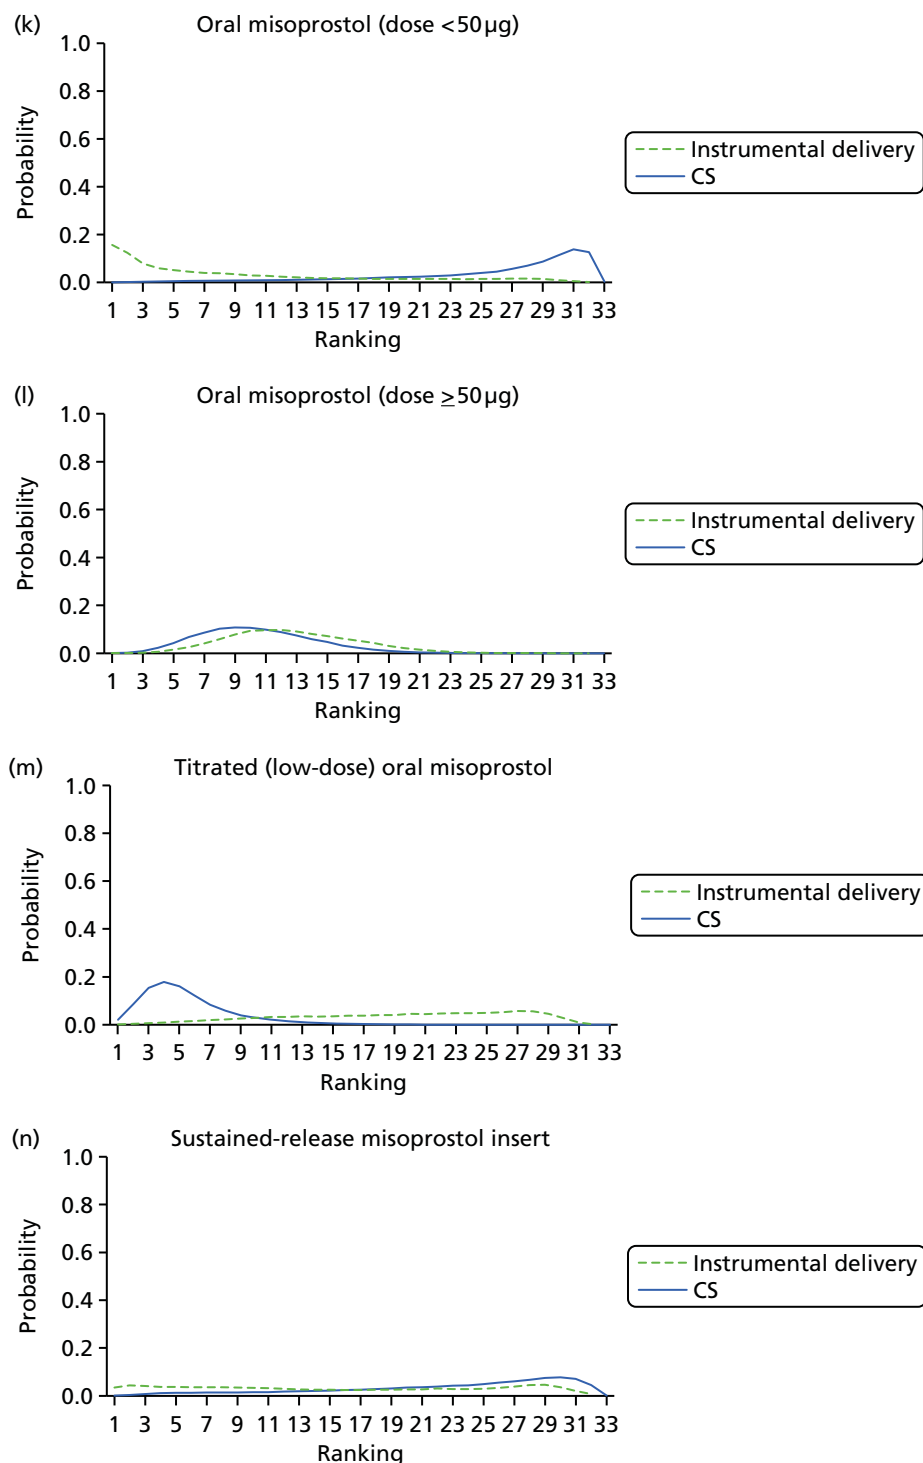 (k)
Oral misoprostol (dose <50µg)
1.0
0.8
0.6
0.4
0.2
0.0
Probability
1 3 5 7 9 11 13 15 17 19 21 23 25 27 29 31 33
Ranking
Instrumental delivery
CS
(l)
Oral misoprostol (dose ≥50µg)
1.0
0.8
0.6
0.4
0.2
0.0
Probability
1 3 5 7 9 11 13 15 17 19 21 23 25 27 29 31 33
Ranking
Instrumental delivery
CS
(m)
Titrated (low-dose) oral misoprostol
1.0
0.8
0.6
0.4
0.2
0.0
Probability
1 3 5 7 9 11 13 15 17 19 21 23 25 27 29 31 33
Ranking
Instrumental delivery
CS
(n)
Sustained-release misoprostol insert
1.0
0.8
0.6
0.4
0.2
0.0
Probability
1 3 5 7 9 11 13 15 17 19 21 23 25 27 29 31 33
Ranking
Instrumental delivery
CS